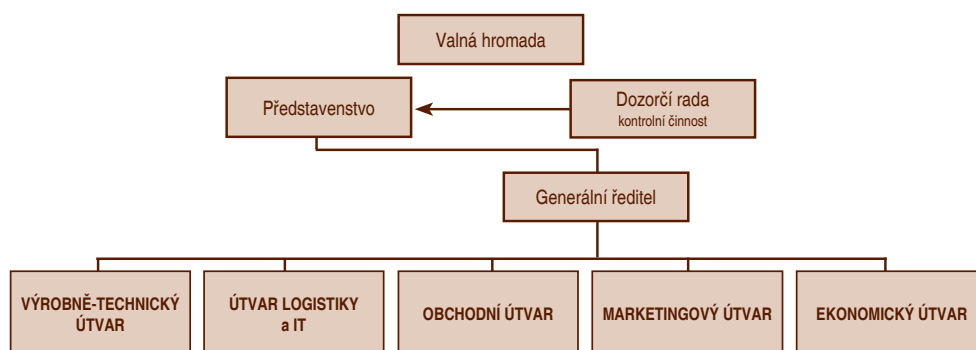 Valná hromada
Představenstvo
Dozorčí rada
kontrolní činnost
Generální ředitel
VÝROBNĚ-TECHNICKÝ
ÚTVAR
ÚTVAR LOGISTIKY
a IT
OBCHODNÍ ÚTVAR
MARKETINGOVÝ ÚTVAR
EKONOMICKÝ ÚTVAR